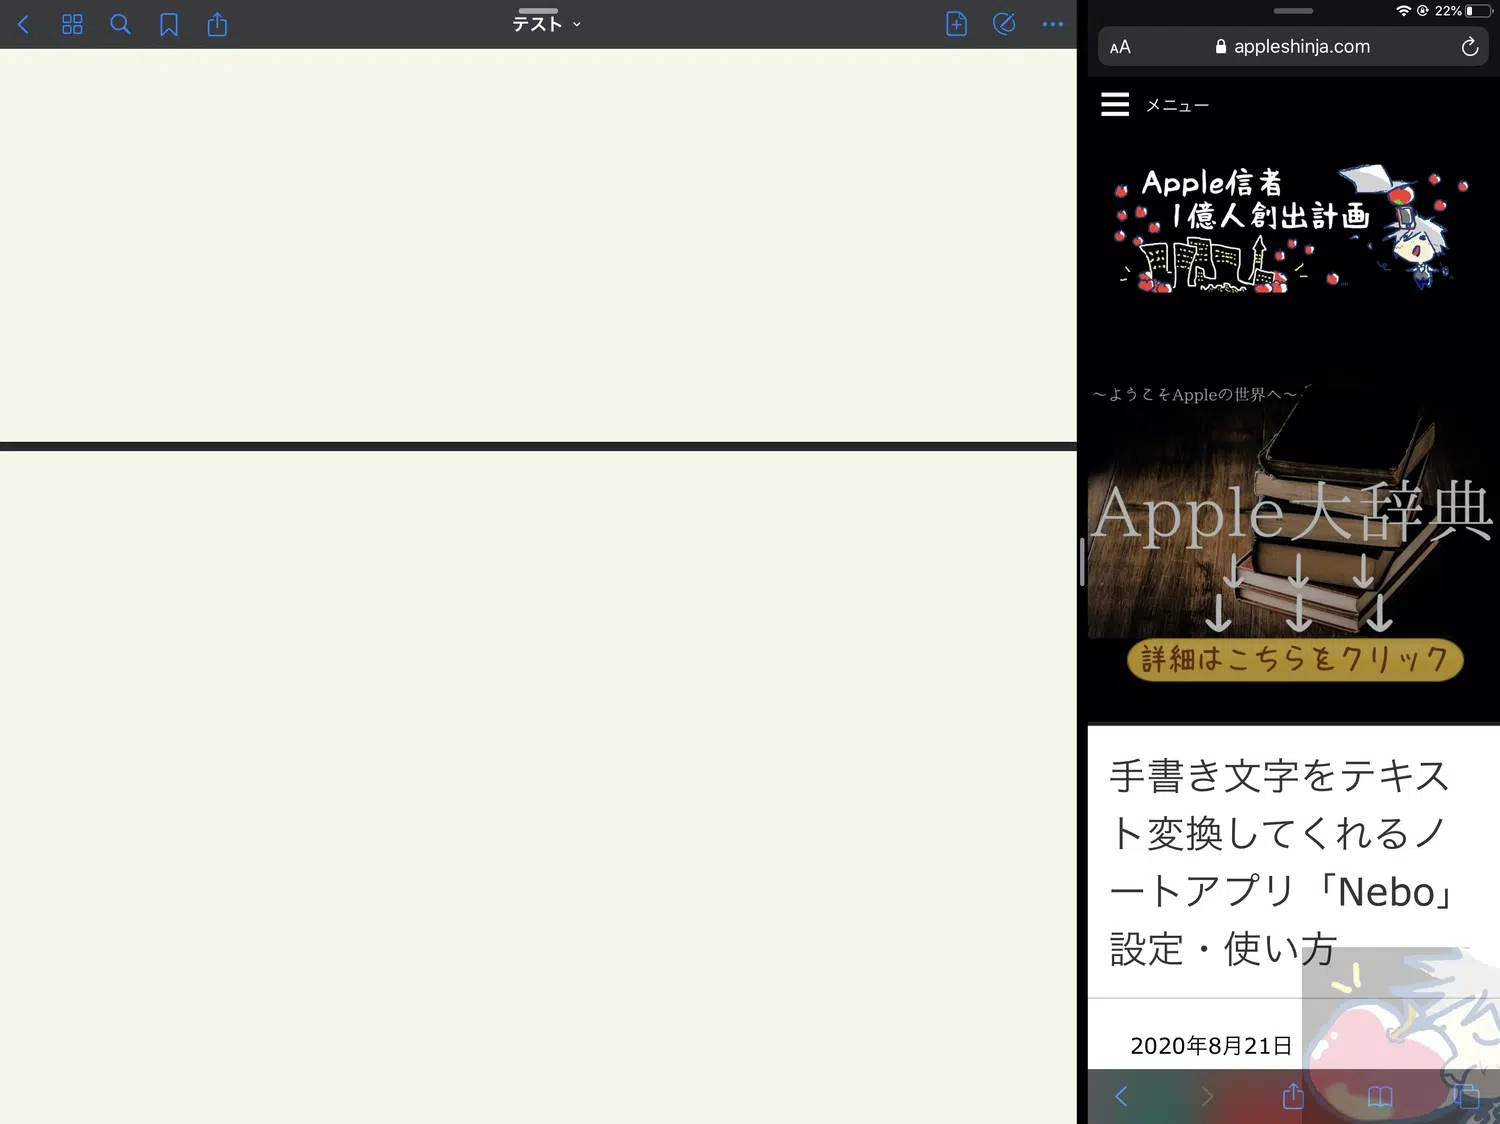 テスト
22%
AA
appleshinja.com
メニュー
Apple信者
1億人創出計画
～ようこそAppleの世界へ～
Apple大辞典
↓ ↓ ↓
↓ ↓ ↓
詳細はこちらをクリック
手書き文字をテキス
ト変換してくれるノ
ートアプリ「Nebo」
設定・使い方
2020年8月21日